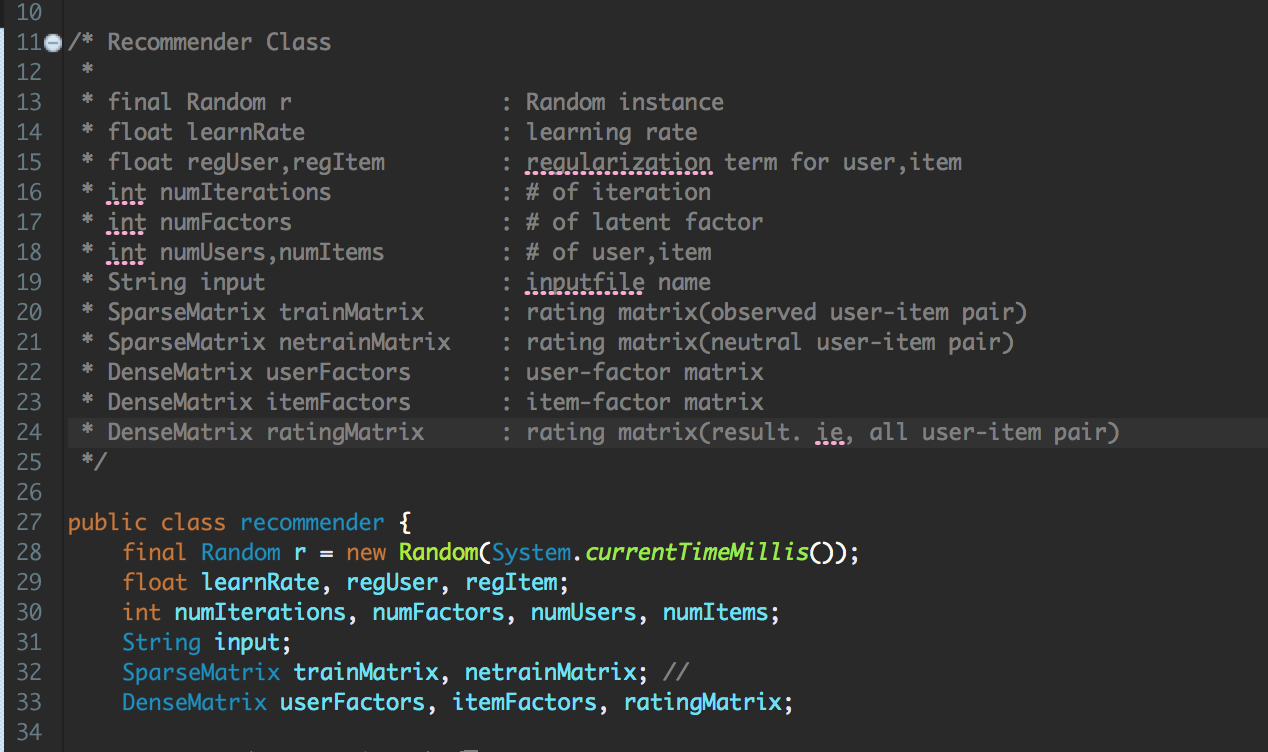 10
11 /* Recommender Class
12  *
13  * final Random r                : Random instance
14  * float learnRate               : learning rate
15  * float regUser,regItem         : regularization term for user,item
16  * int numIterations             : # of iteration
17  * int numFactors                : # of latent factor
18  * int numUsers,numItems         : # of user,item
19  * String input                  : inputfile name
20  * SparseMatrix trainMatrix      : rating matrix(observed user-item pair)
21  * SparseMatrix netrainMatrix    : rating matrix(neutral user-item pair)
22  * DenseMatrix userFactors       : user-factor matrix
23  * DenseMatrix itemFactors       : item-factor matrix
24  * DenseMatrix ratingMatrix      : rating matrix(result. ie, all user-item pair)
25  */
26
27 public class recommender {
28     final Random r = new Random(System.currentTimeMillis());
29     float learnRate, regUser, regItem;
30     int numIterations, numFactors, numUsers, numItems;
31     String input;
32     SparseMatrix trainMatrix, netrainMatrix; //
33     DenseMatrix userFactors, itemFactors, ratingMatrix;
34